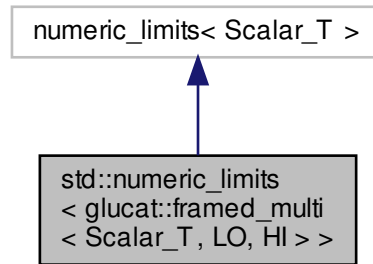 numeric_limits< Scalar_T >
std::numeric_limits
< glucat::framed_multi
< Scalar_T, LO, HI > >